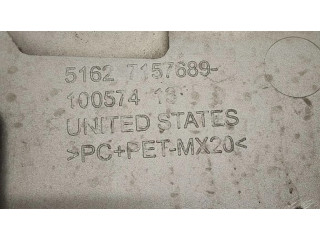 5162 7157689-
100574 19
UNITED STATES
>PC+PET-MX20<